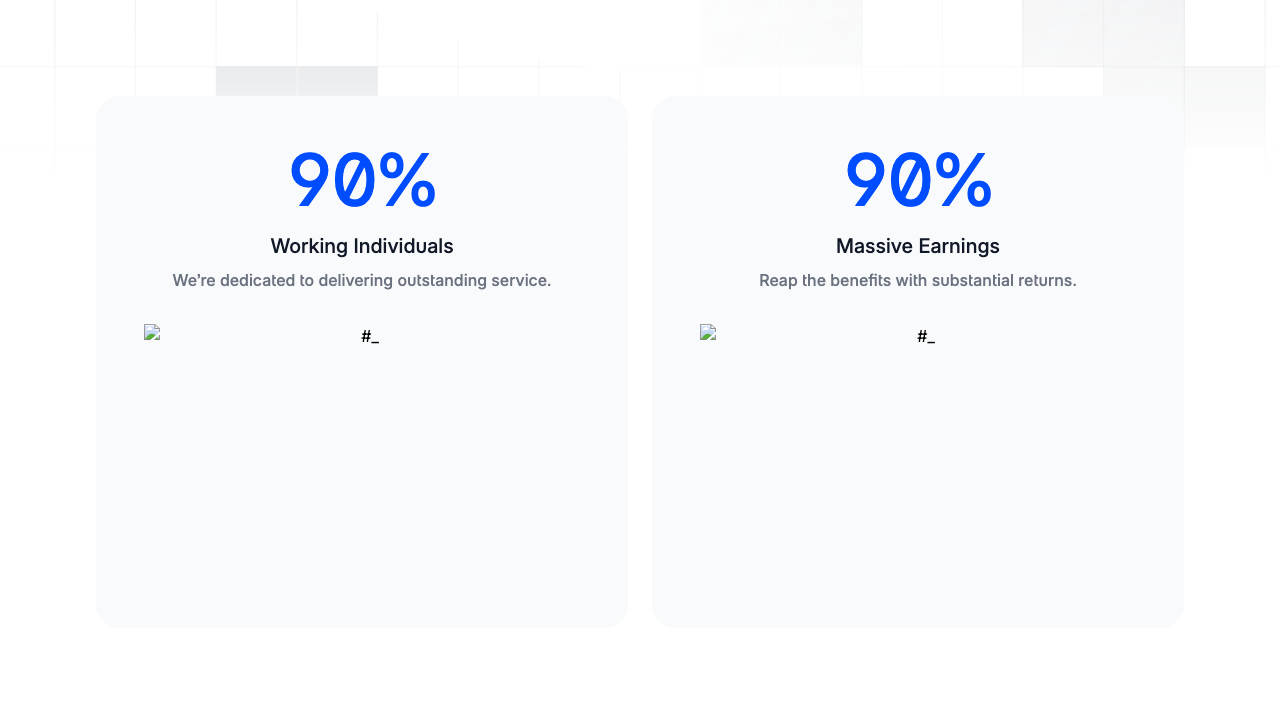 90%
Working Individuals
We're dedicated to delivering outstanding service.
#_
90%
Massive Earnings
Reap the benefits with substantial returns.
#_